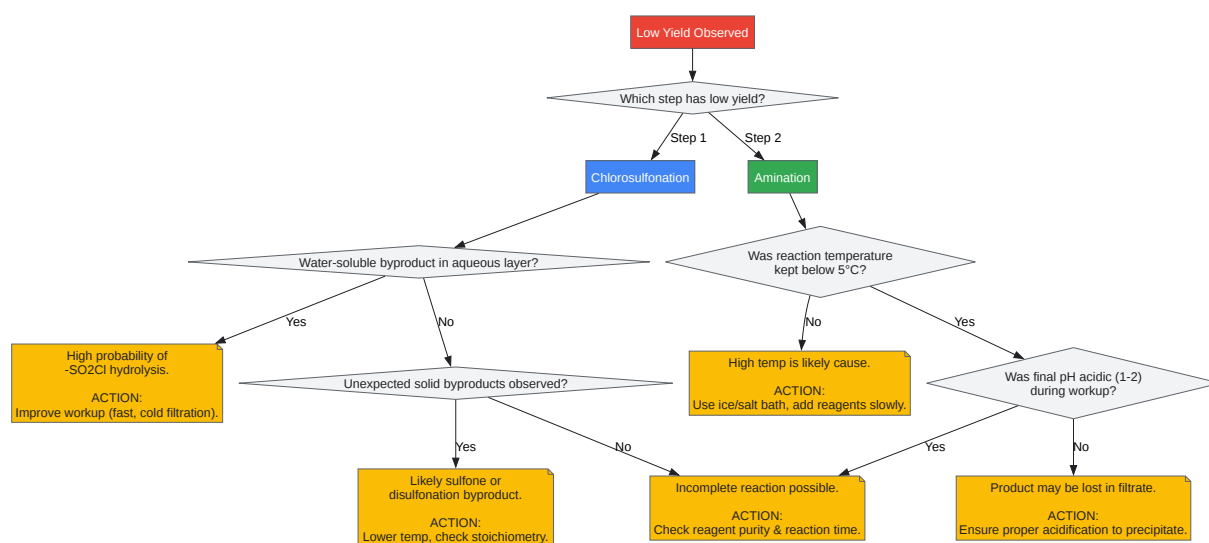 Low Yield Observed
Which step has low yield?
Step 1
Step 2
Chlorosulfonation
Amination
Water-soluble byproduct in aqueous layer?
Was reaction temperature
kept below 5°C?
Yes
No
No
Yes
High probability of
-SO2Cl hydrolysis.
ACTION:
Improve workup (fast, cold filtration).
Unexpected solid byproducts observed?
High temp is likely cause.
ACTION:
Use ice/salt bath, add reagents slowly.
Was final pH acidic (1-2)
during workup?
Yes
No
Yes
No
Likely sulfone or
disulfonation byproduct.
ACTION:
Lower temp, check stoichiometry.
Incomplete reaction possible.
ACTION:
Check reagent purity & reaction time.
Product may be lost in filtrate.
ACTION:
Ensure proper acidification to precipitate.